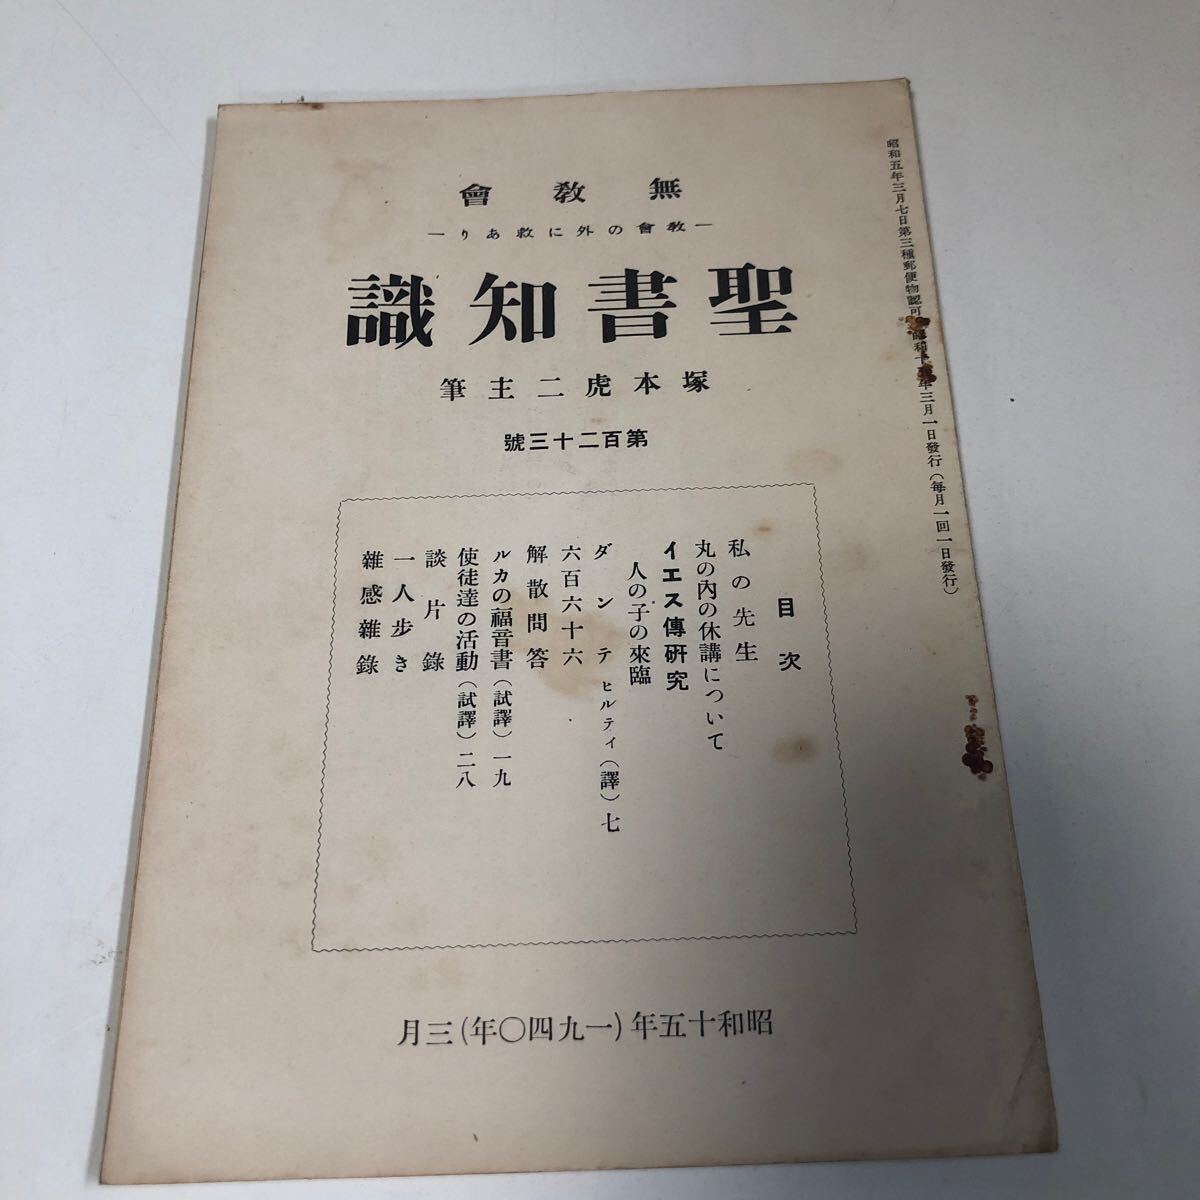 無教會
―教會の外に救あり―
聖書知識
塚本虎二主筆
第百二十三號
目次
私の先生
丸の內の休講について
イエス傳研究
人の子の來臨
ダンテ ヒルティ(譯)七
六百六十六
解散問答
ルカの福音書(試譯)一九
使徒達の活動(試譯)二八
談片錄
一人歩き
雜感雜錄
昭和十五年(一九四〇年)三月
昭和五年三月七日第三種郵便物認可 昭和十年三月一日發行(每月一回一日發行)